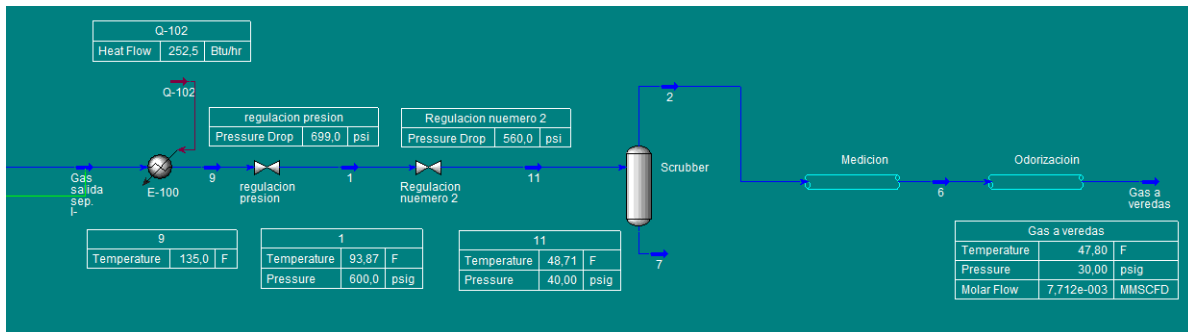 Q-102
Heat Flow 252,5 Btu/hr
Q-102
regulacion presion
Pressure Drop 699,0 psi
Regulacion nuemero 2
Pressure Drop 560,0 psi
2
Scrubber
Medicion
Odorizacioin
Gas
salida
sep.
l-
E-100
9
regulacion
presion
1
Regulacion
nuemero 2
11
7
6
Gas a
veredas
9
Temperature 135,0 F
1
Temperature 93,87 F
Pressure 600,0 psig
11
Temperature 48,71 F
Pressure 40,00 psig
Gas a veredas
Temperature 47,80 F
Pressure 30,00 psig
Molar Flow 7,712e-003 MMSCFD